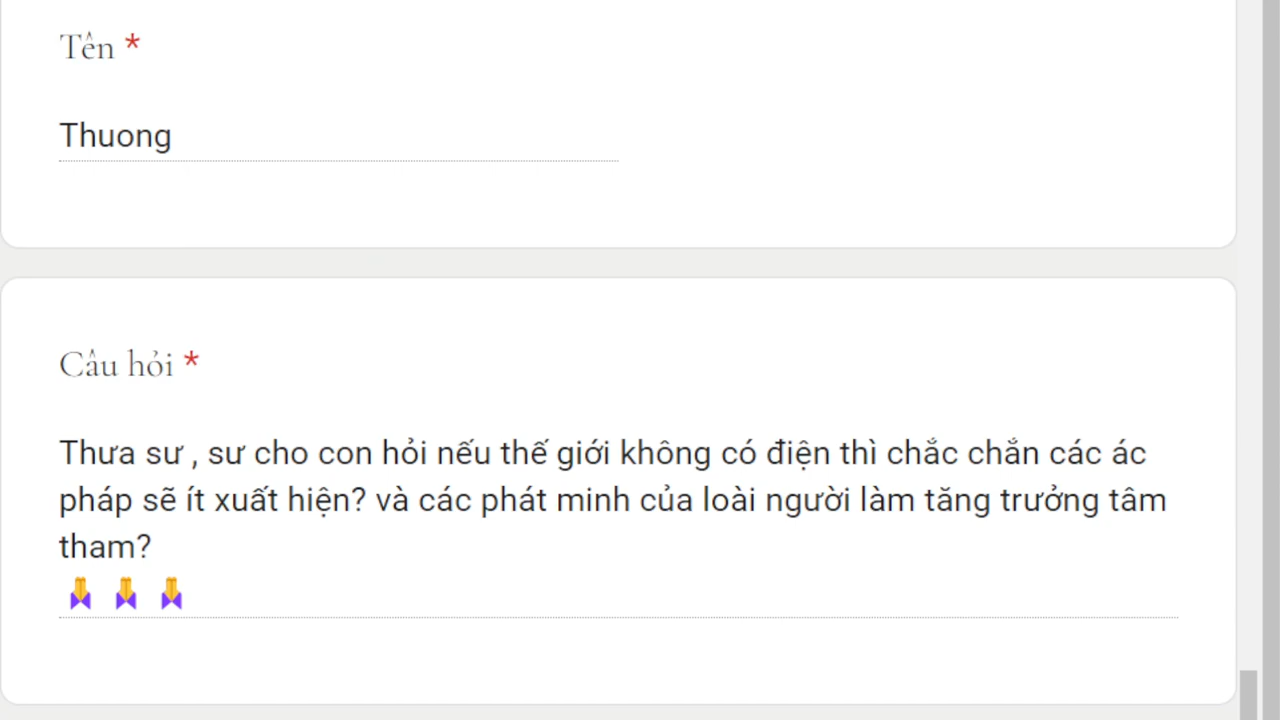 Tên *
Thuong
Câu hỏi *
Thưa sư , sư cho con hỏi nếu thế giới không có điện thì chắc chắn các ác
pháp sẽ ít xuất hiện? và các phát minh của loài người làm tăng trưởng tâm
tham?
🙏 🙏 🙏